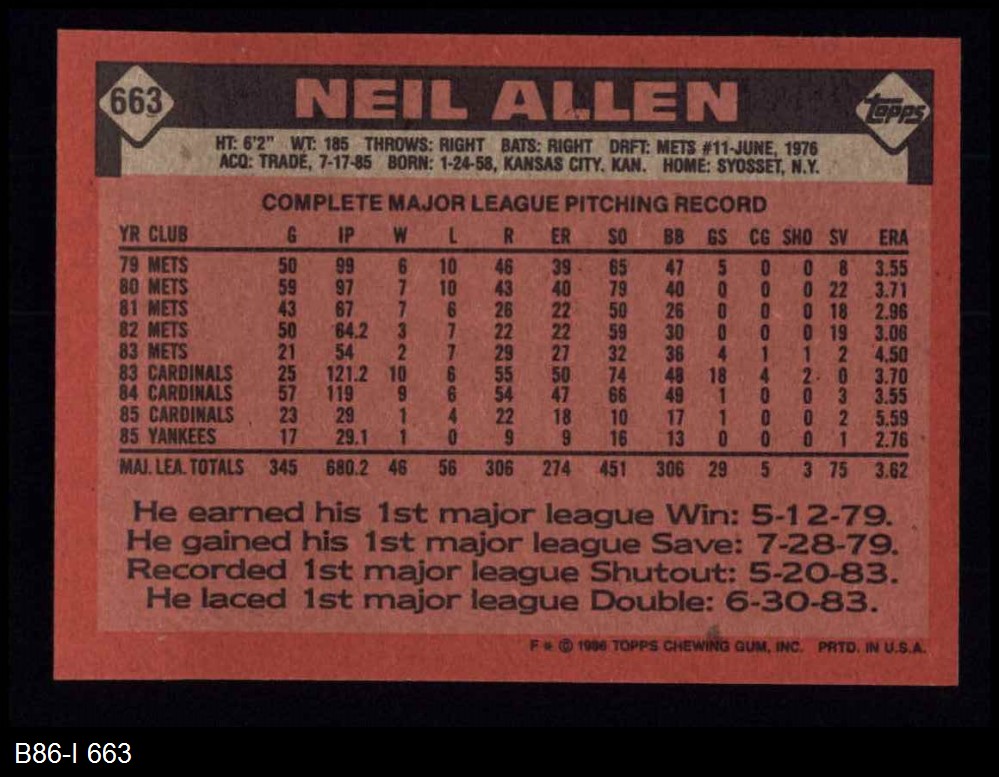 663
NEIL ALLEN
topps
HT: 6'2" WT: 185 THROWS: RIGHT BATS: RIGHT DRFT: METS #11-JUNE, 1976
ACQ: TRADE, 7-17-85 BORN: 1-24-58, KANSAS CITY, KAN. HOME: SYOSSET, N.Y.
COMPLETE MAJOR LEAGUE PITCHING RECORD
YR CLUB G IP W L R ER SO BB GS CG SHO SV ERA
79 METS 50 99 6 10 46 39 65 47 5 0 0 8 3.55
80 METS 59 97 7 10 43 40 79 40 0 0 0 22 3.71
81 METS 43 67 7 6 26 22 50 26 0 0 0 18 2.96
82 METS 50 64.2 3 7 22 22 59 30 0 0 0 19 3.06
83 METS 21 54 2 7 29 27 32 36 4 1 1 2 4.50
83 CARDINALS 25 121.2 10 6 55 50 74 48 18 4 2 0 3.70
84 CARDINALS 57 119 9 6 54 47 66 49 1 0 0 3 3.55
85 CARDINALS 23 29 1 4 22 18 10 17 1 0 0 2 5.59
85 YANKEES 17 29.1 1 0 9 9 16 13 0 0 0 1 2.76
MAJ. LEA. TOTALS 345 680.2 46 56 306 274 451 306 29 5 3 75 3.62
He earned his 1st major league Win: 5-12-79.
He gained his 1st major league Save: 7-28-79.
Recorded 1st major league Shutout: 5-20-83.
He laced 1st major league Double: 6-30-83.
F * © 1986 TOPPS CHEWING GUM, INC. PRTD. IN U.S.A.
B86-I 663